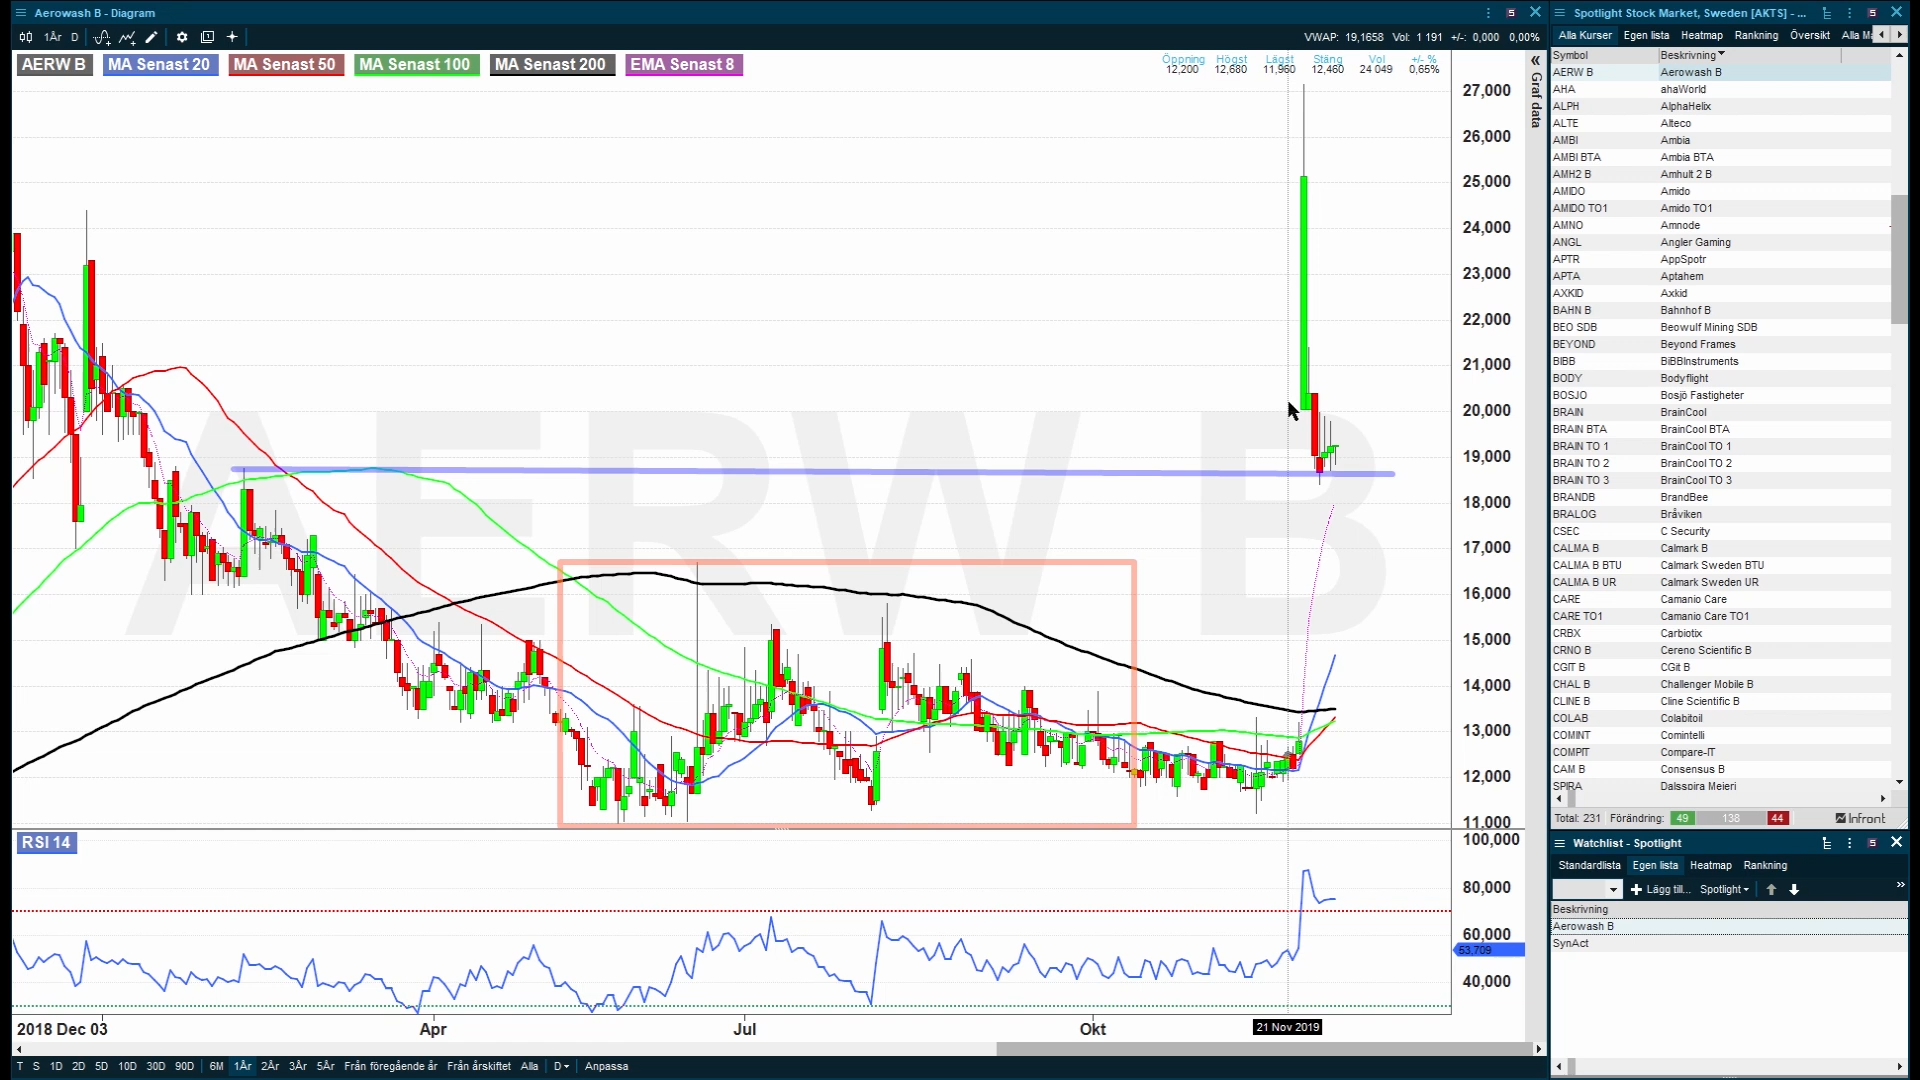 Aerowash B - Diagram
1År D
VWAP: 19,1658 Vol: 1 191 +/-: 0,000 0,00%
AERW B MA Senast 20 MA Senast 50 MA Senast 100 MA Senast 200 EMA Senast 8
Öppning Högst Lägst Stäng Vol +/- %
12,200 12,680 11,960 12,460 24 049 0,65%
Graf data
27,000
26,000
25,000
24,000
23,000
22,000
21,000
20,000
19,000
18,000
17,000
16,000
15,000
14,000
13,000
12,000
11,000
AERW B
RSI 14
100,000
80,000
60,000
53,709
40,000
2018 Dec 03 Apr Jul Okt 21 Nov 2019
T S 1D 2D 5D 10D 30D 90D 6M 1År 2År 3År 5År Från föregående år Från årskiftet Alla D Anpassa
Spotlight Stock Market, Sweden [AKTS] - ...
Alla Kurser Egen lista Heatmap Rankning Översikt Alla Ma
Symbol Beskrivning
AERW B Aerowash B
AHA ahaWorld
ALPH AlphaHelix
ALTE Alteco
AMBI Ambia
AMBI BTA Ambia BTA
AMH2 B Amhult 2 B
AMIDO Amido
AMIDO TO1 Amido TO1
AMNO Amnode
ANGL Angler Gaming
APTR AppSpotr
APTA Aptahem
AXKID Axkid
BAHN B Bahnhof B
BEO SDB Beowulf Mining SDB
BEYOND Beyond Frames
BIBB BiBBInstruments
BODY Bodyflight
BOSJO Bosjö Fastigheter
BRAIN BrainCool
BRAIN BTA BrainCool BTA
BRAIN TO 1 BrainCool TO 1
BRAIN TO 2 BrainCool TO 2
BRAIN TO 3 BrainCool TO 3
BRANDB BrandBee
BRALOG Bråviken
CSEC C Security
CALMA B Calmark B
CALMA B BTU Calmark Sweden BTU
CALMA B UR Calmark Sweden UR
CARE Camanio Care
CARE TO1 Camanio Care TO1
CRBX Carbiotix
CRNO B Cereno Scientific B
CGIT B CGit B
CHAL B Challenger Mobile B
CLINE B Cline Scientific B
COLAB Colabitoil
COMINT Comintelli
COMPIT Compare-IT
CAM B Consensus B
SPIRA Dalsspira Mejeri
Total: 231 Förändring: 49 138 44 Infront
Watchlist - Spotlight
Standardlista Egen lista Heatmap Rankning
Lägg till... Spotlight
Beskrivning
Aerowash B
SynAct